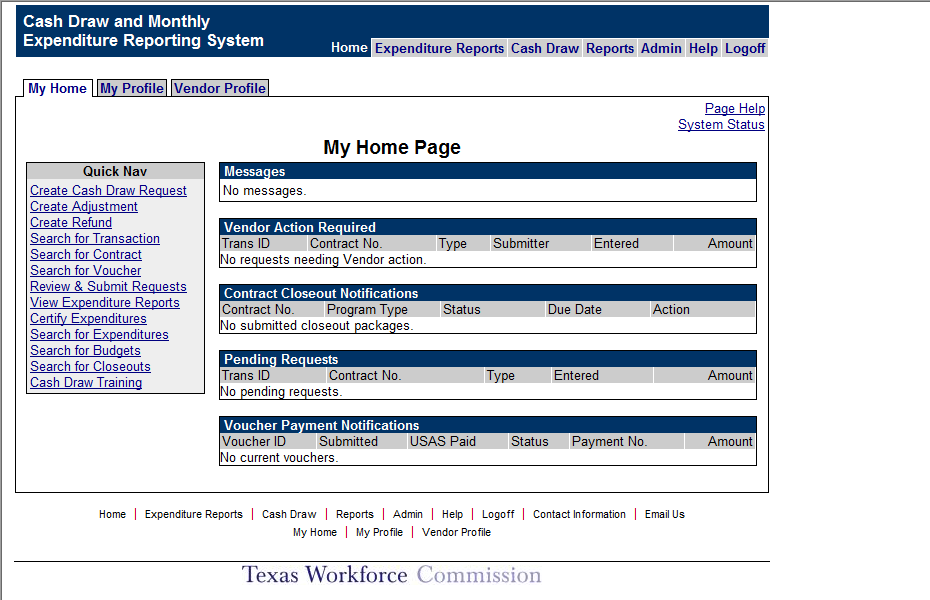 Cash Draw and Monthly
Expenditure Reporting System
Home Expenditure Reports Cash Draw Reports Admin Help Logoff
My Home My Profile Vendor Profile
Page Help
System Status
My Home Page
Quick Nav
Create Cash Draw Request
Create Adjustment
Create Refund
Search for Transaction
Search for Contract
Search for Voucher
Review & Submit Requests
View Expenditure Reports
Certify Expenditures
Search for Expenditures
Search for Budgets
Search for Closeouts
Cash Draw Training
Messages
No messages.
Vendor Action Required
Trans ID Contract No. Type Submitter Entered Amount
No requests needing Vendor action.
Contract Closeout Notifications
Contract No. Program Type Status Due Date Action
No submitted closeout packages.
Pending Requests
Trans ID Contract No. Type Entered Amount
No pending requests.
Voucher Payment Notifications
Voucher ID Submitted USAS Paid Status Payment No. Amount
No current vouchers.
Home | Expenditure Reports | Cash Draw | Reports | Admin | Help | Logoff | Contact Information | Email Us
My Home | My Profile | Vendor Profile
Texas Workforce Commission